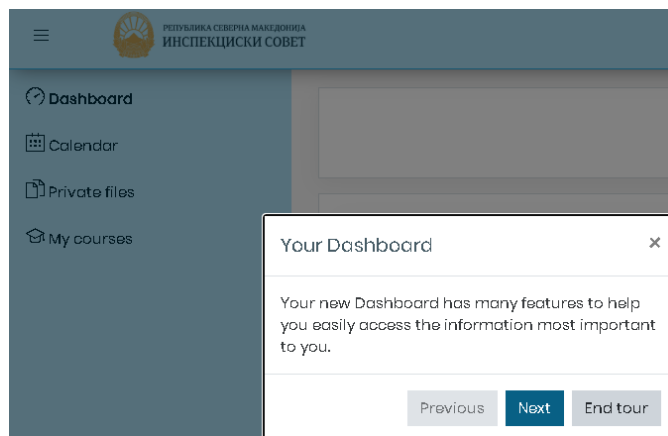 РЕПУБЛИКА СЕВЕРНА МАКЕДОНИЈА
ИНСПЕКЦИСКИ СОВЕТ
Dashboard
Calendar
Private files
My courses
Your Dashboard ×
Your new Dashboard has many features to help
you easily access the information most important
to you.
Previous Next End tour